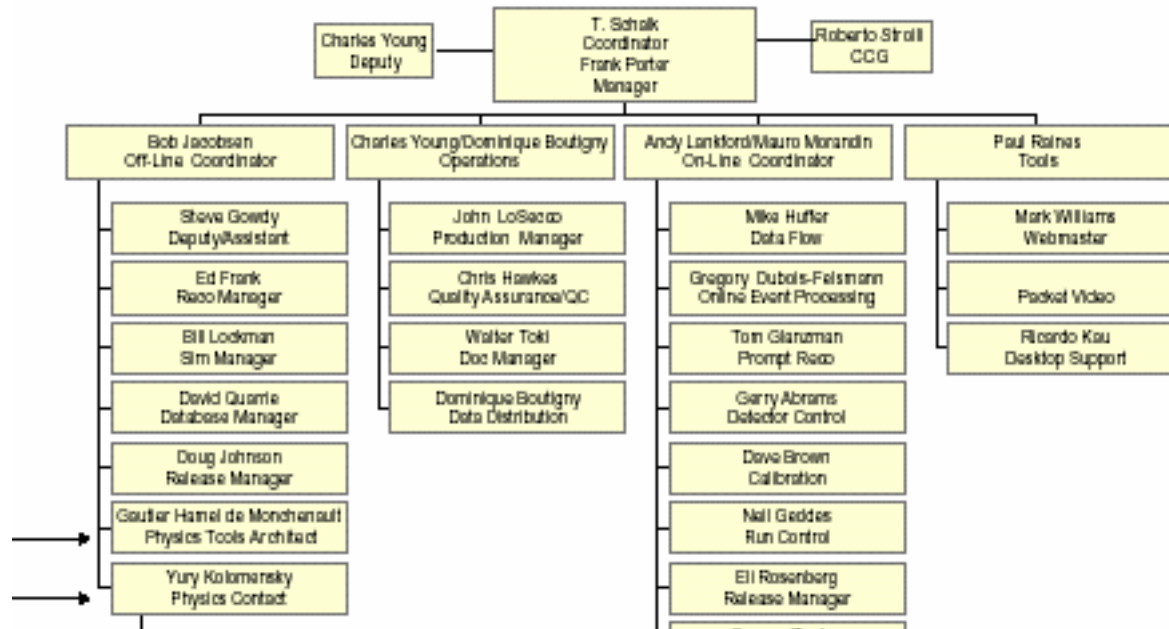 Charles Young
Deputy
T. Schalk
Coordinator
Frank Porter
Manager
Roberto Stroili
CCG
Bob Jacobsen
Off-Line Coordinator
Charles Young/Dominique Boutigny
Operations
Andy Lankford/Mauro Morandin
On-Line Coordinator
Paul Raines
Tools
Steve Gowdy
Deputy/Assistant
Ed Frank
Reco Manager
Bill Lockman
Sim Manager
David Quarrie
Database Manager
Doug Johnson
Release Manager
Gautier Hamel de Monchenault
Physics Tools Architect
Yury Kolomensky
Physics Contact
John LoSecco
Production Manager
Chris Hawkes
Quality Assurance/QC
Walter Toki
Doc Manager
Dominique Boutigny
Data Distribution
Mike Huffer
Data Flow
Gregory Dubois-Felsmann
Online Event Processing
Tom Glanzman
Prompt Reco
Gerry Abrams
Detector Control
Dave Brown
Calibration
Neil Geddes
Run Control
Eli Rosenberg
Release Manager
Mark Williams
Webmaster
Packet Video
Ricardo Kau
Desktop Support